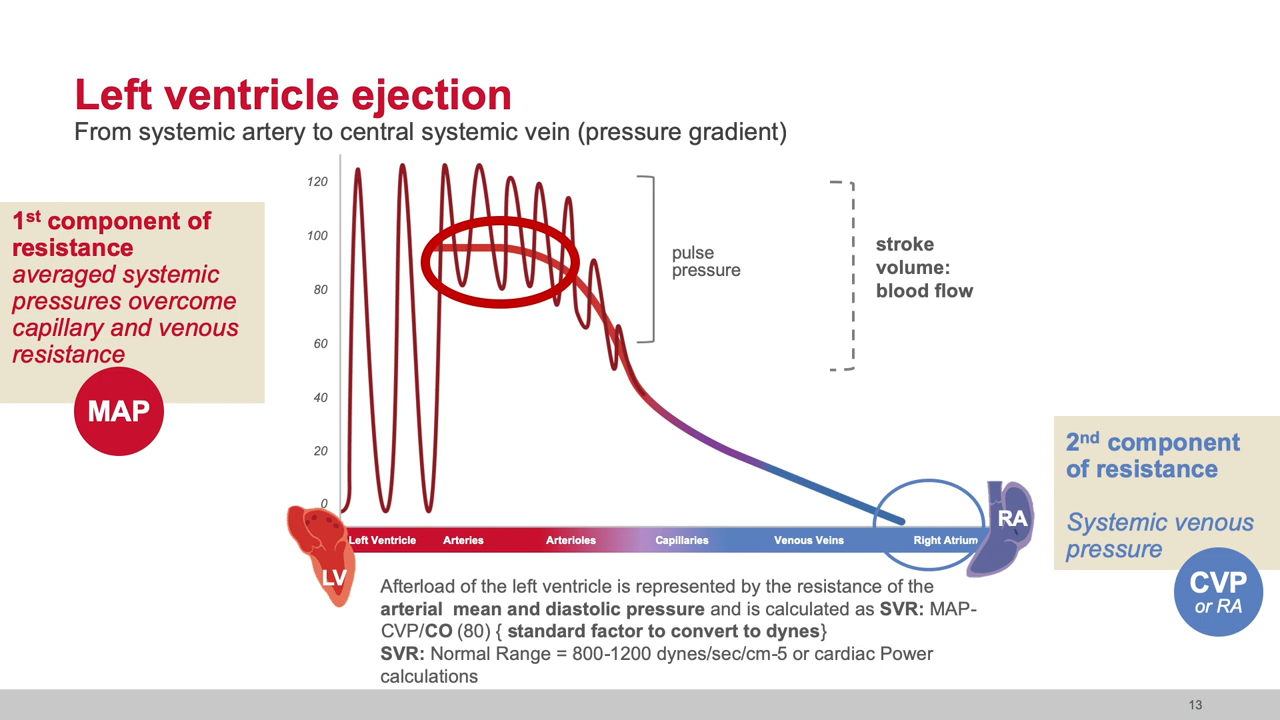 Left ventricle ejection
From systemic artery to central systemic vein (pressure gradient)
1st component of
resistance
averaged systemic
pressures overcome
capillary and venous
resistance
MAP
120
100
80
60
40
20
0
pulse
pressure
stroke
volume:
blood flow
2nd component
of resistance
Systemic venous
pressure
CVP
or RA
LV
RA
Left Ventricle
Arteries
Arterioles
Capillaries
Venous Veins
Right Atrium
Afterload of the left ventricle is represented by the resistance of the
arterial mean and diastolic pressure and is calculated as SVR: MAP-
CVP/CO (80) { standard factor to convert to dynes}
SVR: Normal Range = 800-1200 dynes/sec/cm-5 or cardiac Power
calculations
13